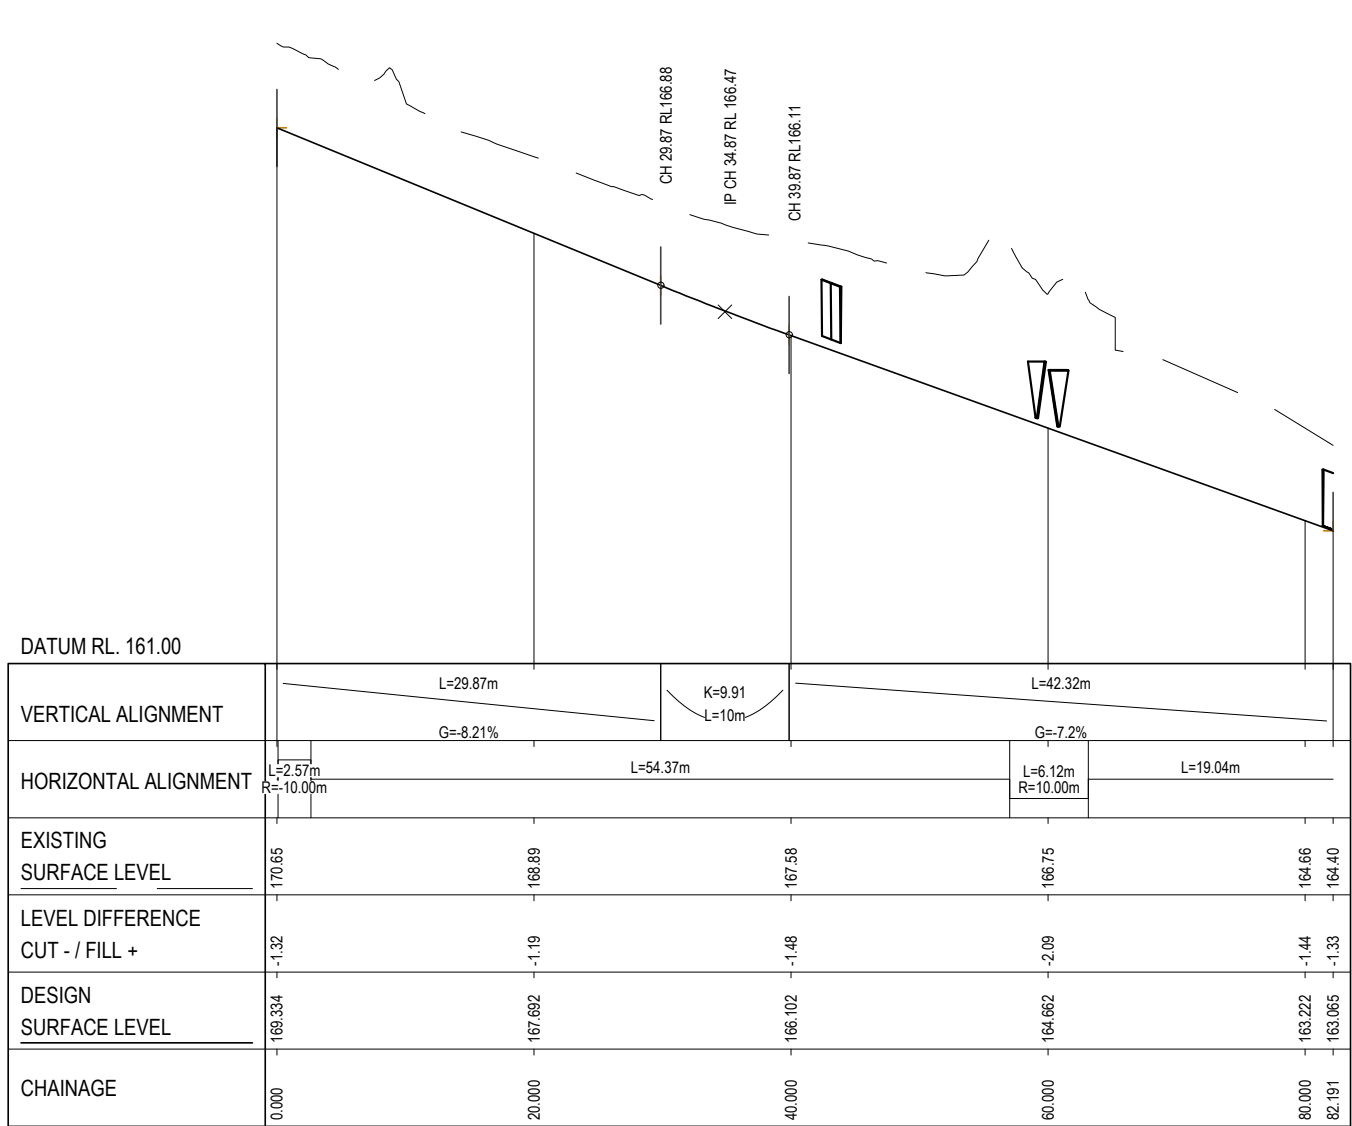 CH 29.87 RL166.88
IP CH 34.87 RL 166.47
CH 39.87 RL166.11
DATUM RL. 161.00
VERTICAL ALIGNMENT
L=29.87m
G=-8.21%
K=9.91
L=10m
L=42.32m
G=-7.2%
HORIZONTAL ALIGNMENT
L=2.57m
R=-10.00m
L=54.37m
L=6.12m
R=10.00m
L=19.04m
EXISTING
SURFACE LEVEL
170.65
168.89
167.58
166.75
164.66
164.40
LEVEL DIFFERENCE
CUT - / FILL +
-1.32
-1.19
-1.48
-2.09
-1.44
-1.33
DESIGN
SURFACE LEVEL
169.334
167.692
166.102
164.662
163.222
163.065
CHAINAGE
0.000
20.000
40.000
60.000
80.000
82.191